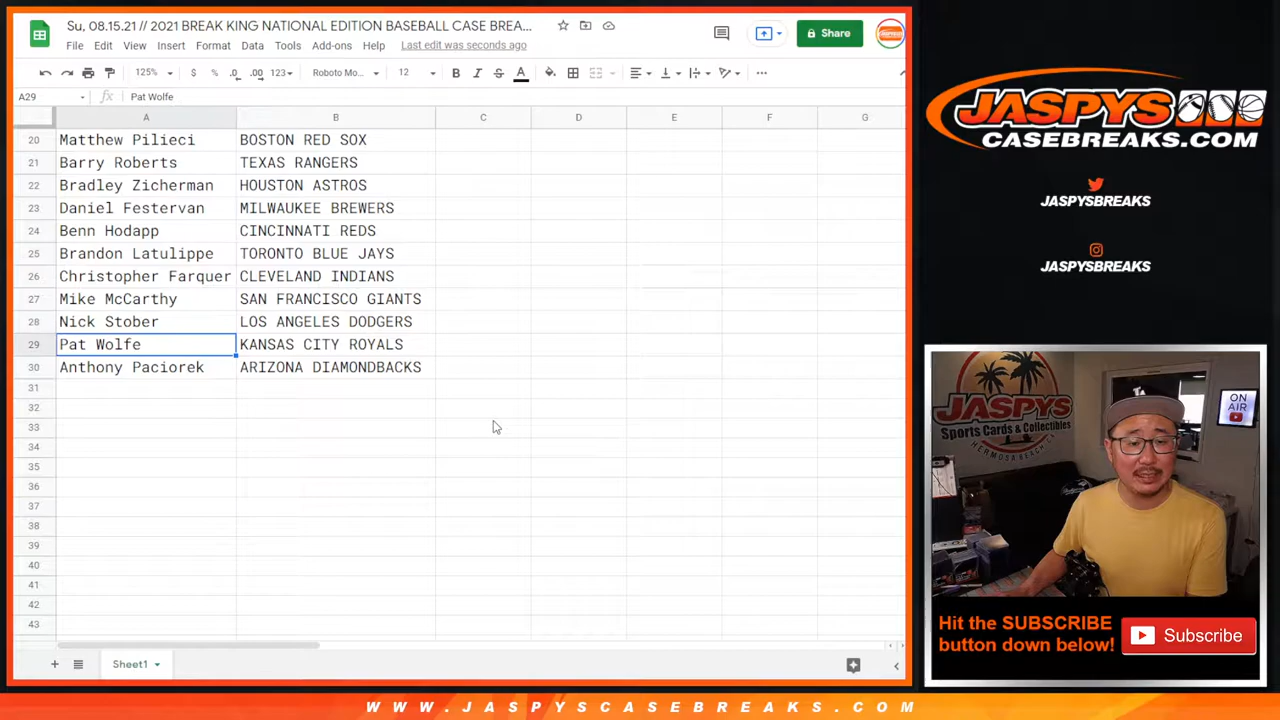 Su, 08.15.21 // 2021 BREAK KING NATIONAL EDITION BASEBALL CASE BREA...
File Edit View Insert Format Data Tools Add-ons Help Last edit was seconds ago
Share
125% $ % .0 .00 123 Roboto Mo... 12 B I S A
A29 fx Pat Wolfe
A B C D E F G
20 Matthew Pilieci BOSTON RED SOX
21 Barry Roberts TEXAS RANGERS
22 Bradley Zicherman HOUSTON ASTROS
23 Daniel Festervan MILWAUKEE BREWERS
24 Benn Hodapp CINCINNATI REDS
25 Brandon Latulippe TORONTO BLUE JAYS
26 Christopher Farquer CLEVELAND INDIANS
27 Mike McCarthy SAN FRANCISCO GIANTS
28 Nick Stober LOS ANGELES DODGERS
29 Pat Wolfe KANSAS CITY ROYALS
30 Anthony Paciorek ARIZONA DIAMONDBACKS
31
32
33
34
35
36
37
38
39
40
41
42
43
Sheet1
JASPYS
CASEBREAKS.COM
JASPYSBREAKS
JASPYSBREAKS
JASPYS
Sports Cards & Collectibles
HERMOSA BEACH, CA
ON AIR
Hit the SUBSCRIBE
button down below!
Subscribe
WWW.JASPYSCASEBREAKS.COM